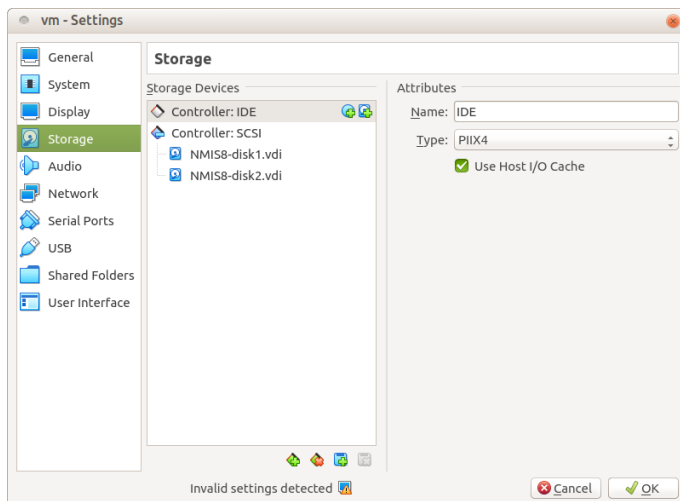 vm - Settings
General
System
Display
Storage
Audio
Network
Serial Ports
USB
Shared Folders
User Interface
Storage
Storage Devices
Controller: IDE
Controller: SCSI
NMIS8-disk1.vdi
NMIS8-disk2.vdi
Attributes
Name: IDE
Type: PIIX4
Use Host I/O Cache
Invalid settings detected
Cancel
OK